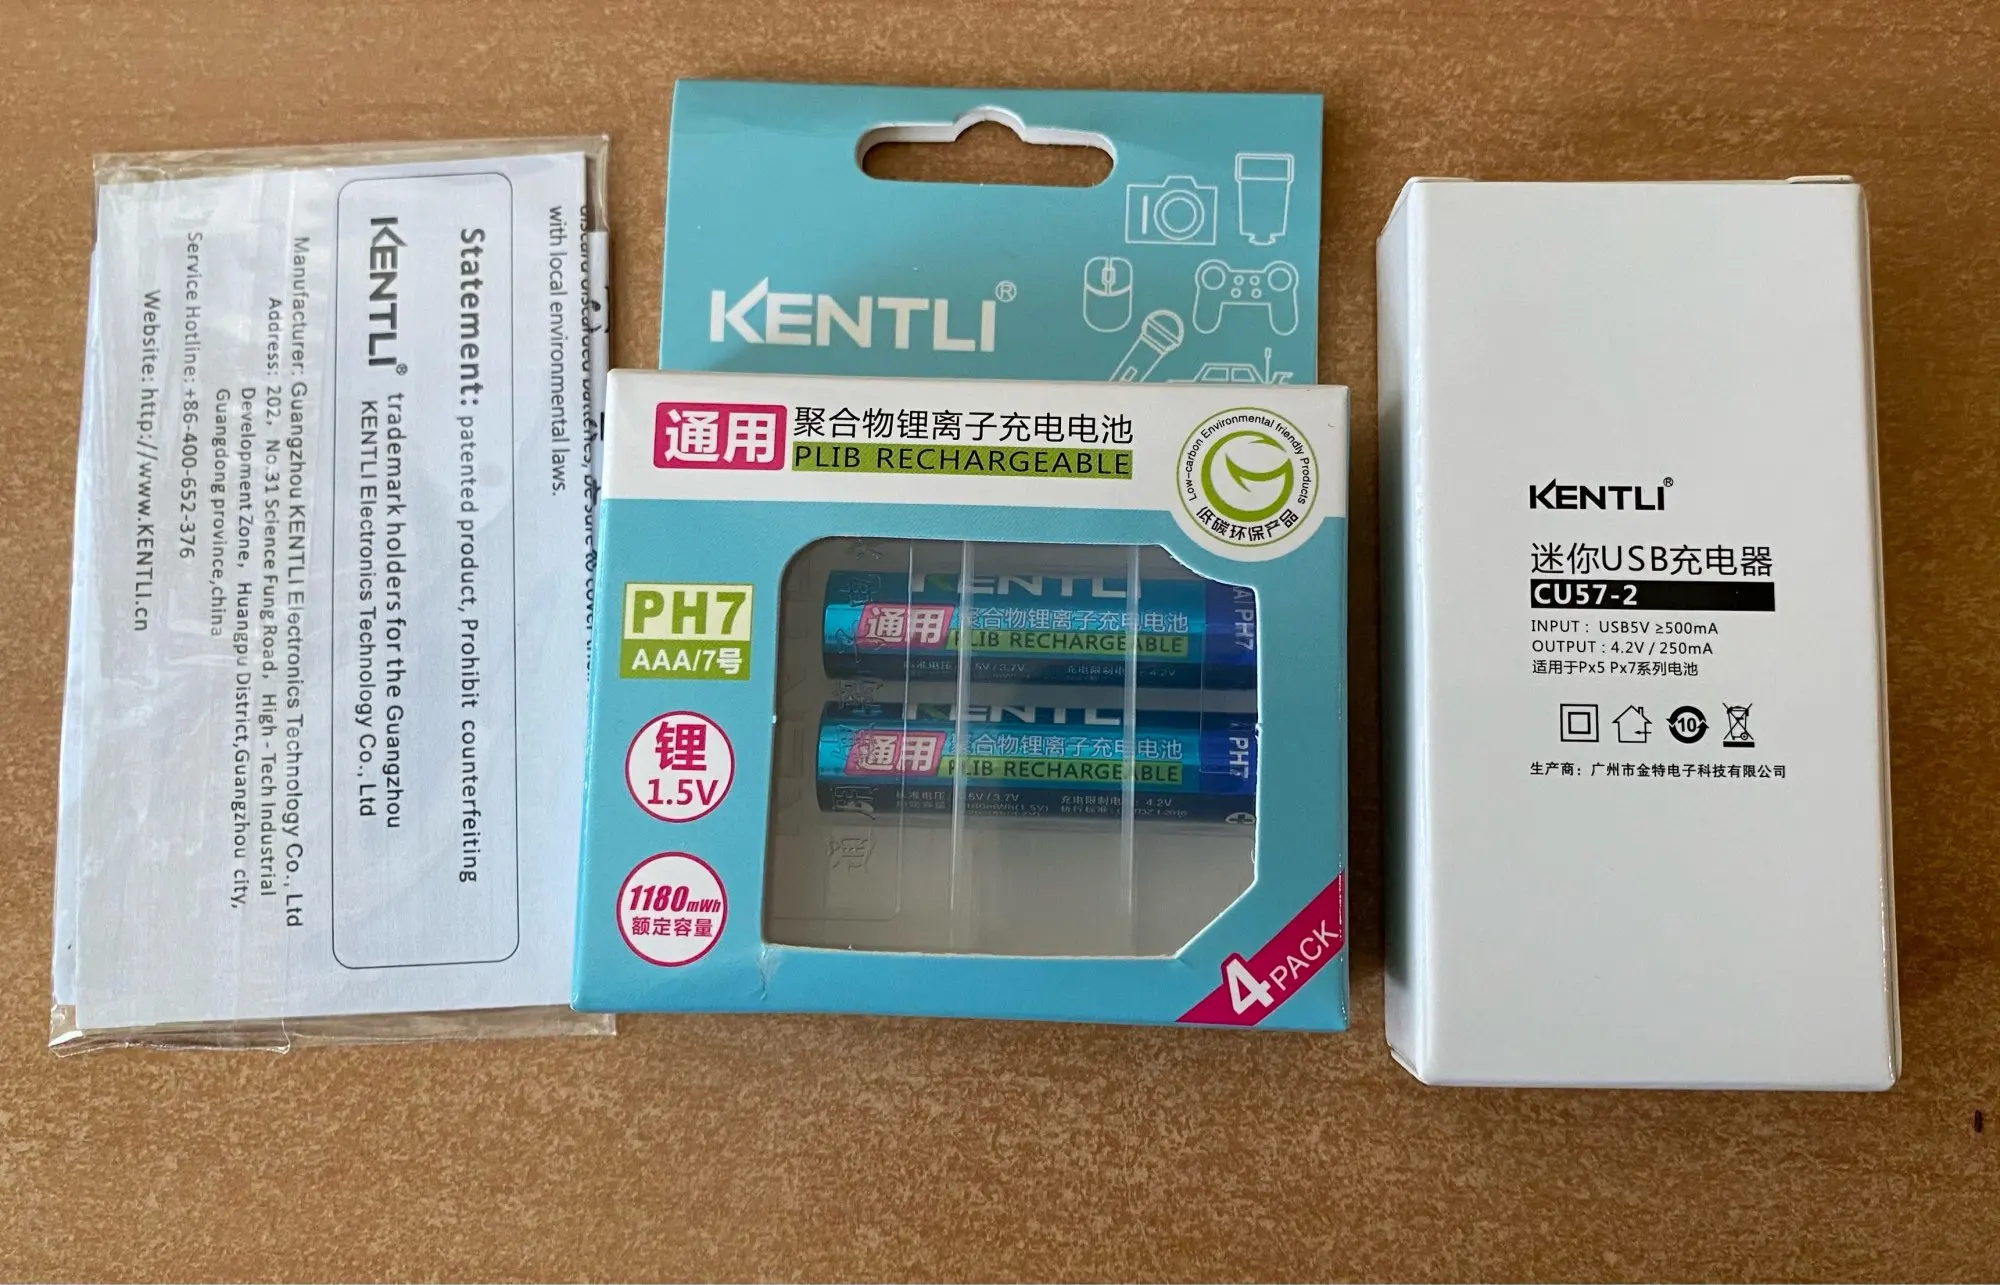 with local environmental laws.
Statement: patented product, Prohibit counterfeiting
KENTLI® trademark holders for the Guangzhou
KENTLI Electronics Technology Co., Ltd
Manufacturer: Guangzhou KENTLI Electronics Technology Co., Ltd
Address: 202, No.31 Science Fung Road, High - Tech Industrial
Development Zone, Huangpu District,Guangzhou city,
Guangdong province,china
Service Hotline: +86-400-652-376
Website: http://www.KENTLI.cn
KENTLI®
通用 聚合物锂离子充电电池
PLIB RECHARGEABLE
Low-carbon Environmental friendly Products
低碳环保产品
PH7
AAA/7号
锂
1.5V
1180mWh
额定容量
KENTLI
通用 聚合物锂离子充电电池
PLIB RECHARGEABLE
PH7
KENTLI
通用 聚合物锂离子充电电池
PLIB RECHARGEABLE
PH7
4PACK
KENTLI®
迷你USB充电器
CU57-2
INPUT : USB5V ≥500mA
OUTPUT : 4.2V / 250mA
适用于Px5 Px7系列电池
10
生产商：广州市金特电子科技有限公司